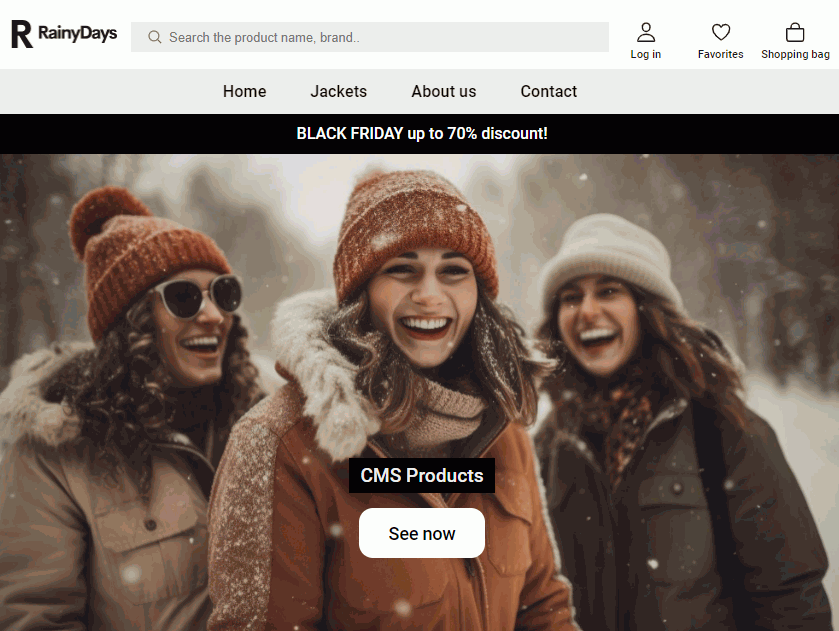 R RainyDays
Search the product name, brand..
Log in
Favorites
Shopping bag
Home
Jackets
About us
Contact
BLACK FRIDAY up to 70% discount!
CMS Products
See now